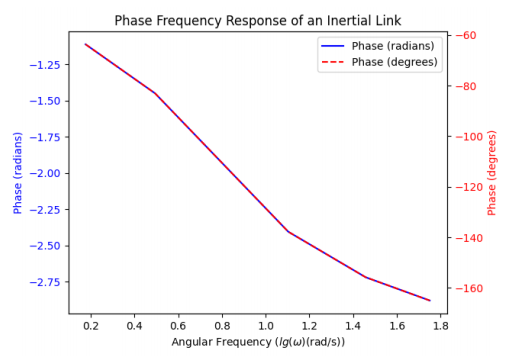 Phase Frequency Response of an Inertial Link
Phase (radians)
Phase (degrees)
−1.25
−1.50
−1.75
−2.00
−2.25
−2.50
−2.75
Phase (radians)
−60
−80
−100
−120
−140
−160
Phase (degrees)
0.2 0.4 0.6 0.8 1.0 1.2 1.4 1.6 1.8
Angular Frequency (lg(ω)(rad/s))